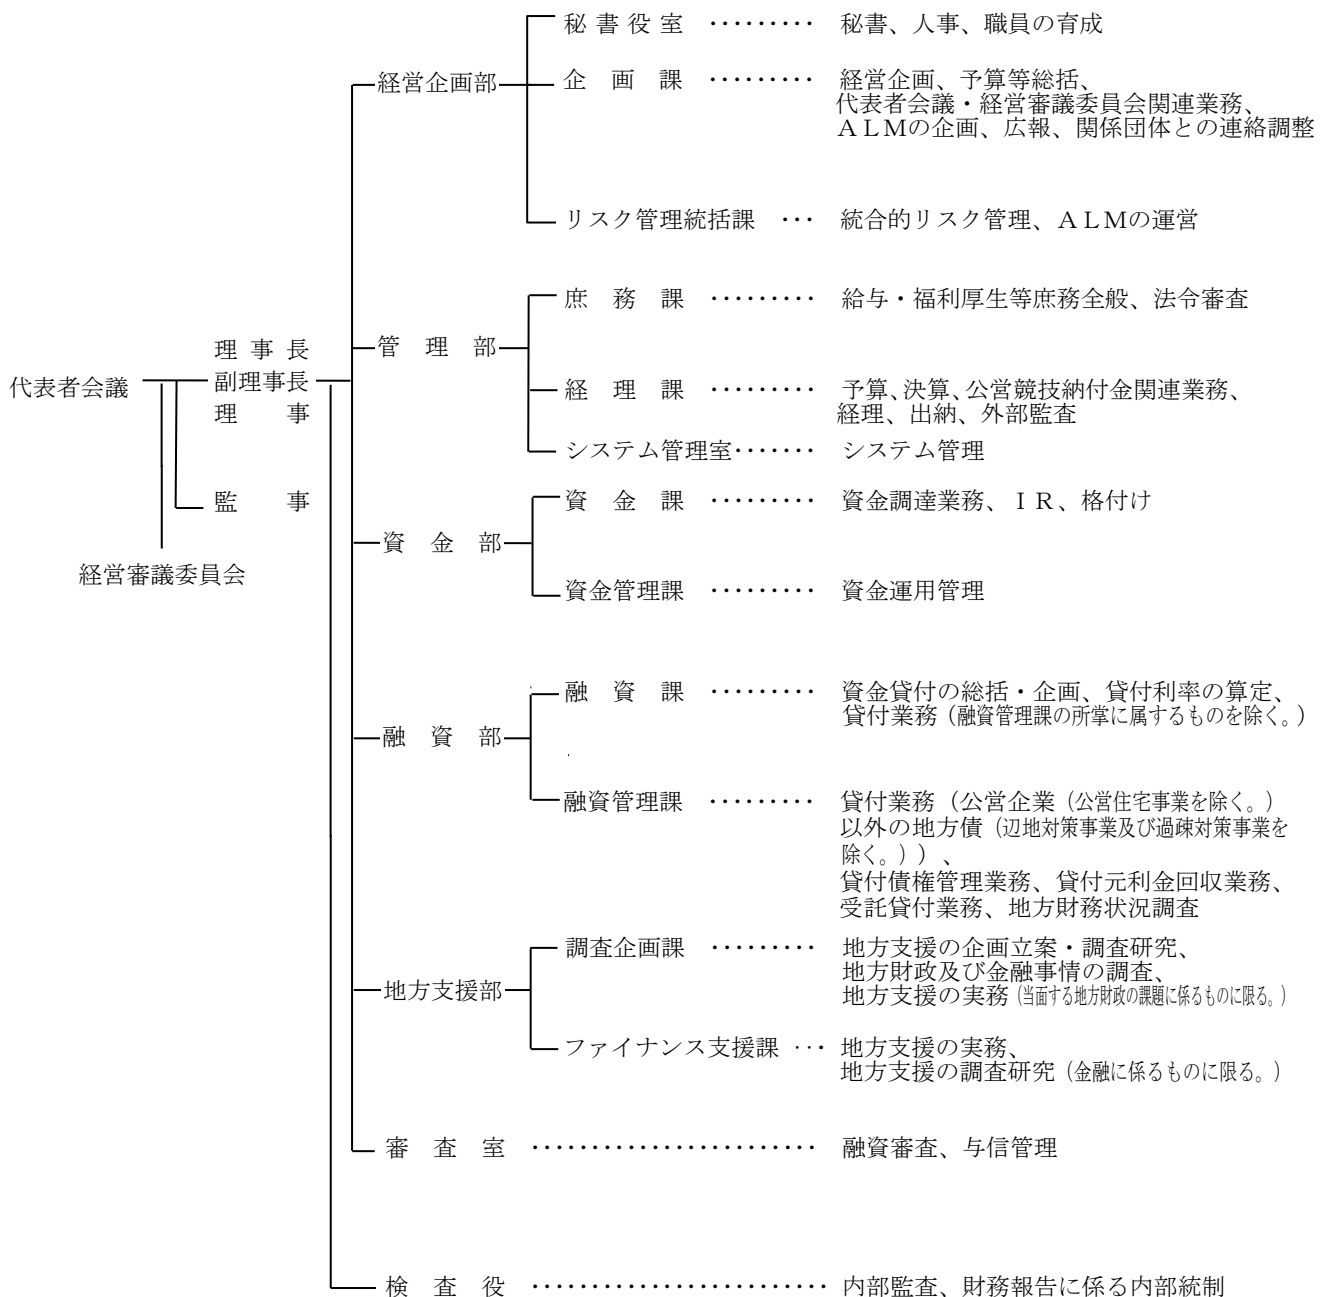 秘書役室 ········· 秘書、人事、職員の育成
経営企画部
企画課 ········· 経営企画、予算等総括、
代表者会議・経営審議委員会関連業務、
ＡＬＭの企画、広報、関係団体との連絡調整
リスク管理統括課 ··· 統合的リスク管理、ＡＬＭの運営
庶務課 ········· 給与・福利厚生等庶務全般、法令審査
理事長
管理部
代表者会議
副理事長
理事
経理課 ········· 予算、決算、公営競技納付金関連業務、
経理、出納、外部監査
システム管理室······· システム管理
監事
資金課 ········· 資金調達業務、ＩＲ、格付け
資金部
経営審議委員会
資金管理課 ········· 資金運用管理
融資課 ········· 資金貸付の総括・企画、貸付利率の算定、
貸付業務（融資管理課の所掌に属するものを除く。）
融資部
融資管理課 ········· 貸付業務（公営企業（公営住宅事業を除く。）
以外の地方債（辺地対策事業及び過疎対策事業を
除く。））、
貸付債権管理業務、貸付元利金回収業務、
受託貸付業務、地方財務状況調査
調査企画課 ········· 地方支援の企画立案・調査研究、
地方財政及び金融事情の調査、
地方支援部
地方支援の実務（当面する地方財政の課題に係るものに限る。）
ファイナンス支援課 ··· 地方支援の実務、
地方支援の調査研究（金融に係るものに限る。）
審査室 ························ 融資審査、与信管理
検査役 ························· 内部監査、財務報告に係る内部統制